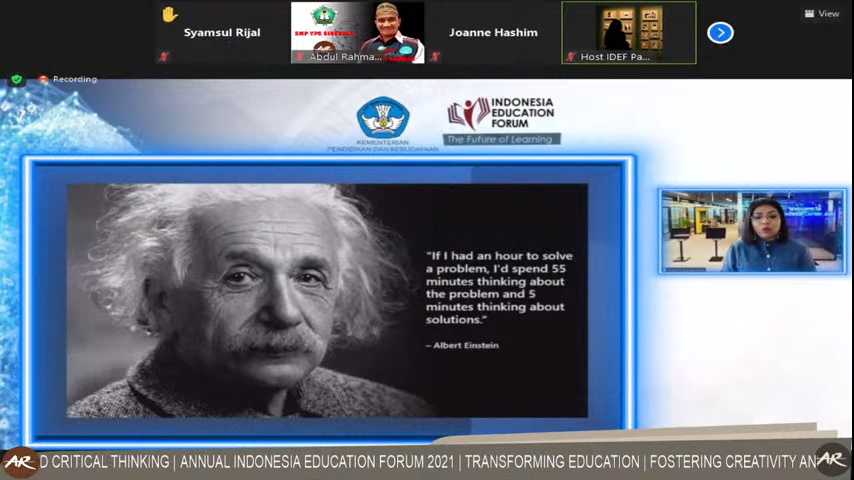 Syamsul Rijal
SMP YPS SINGKOLE
Abdul Rahma...
Joanne Hashim
Host IDEF Pa...
View
Recording
KEMENTERIAN
PENDIDIKAN DAN KEBUDAYAAN
INDONESIA
EDUCATION
FORUM
The Future of Learning
"If I had an hour to solve
a problem, I'd spend 55
minutes thinking about
the problem and 5
minutes thinking about
solutions."
– Albert Einstein
AR
D CRITICAL THINKING | ANNUAL INDONESIA EDUCATION FORUM 2021 | TRANSFORMING EDUCATION | FOSTERING CREATIVITY AN
AR